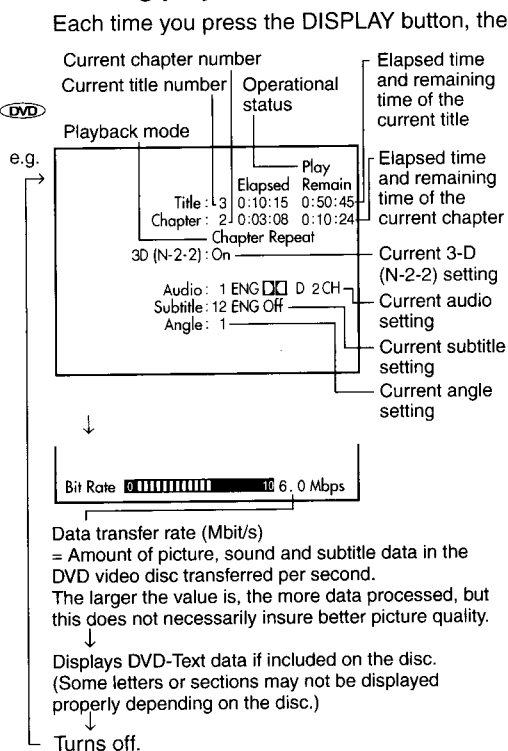 Each time you press the DISPLAY button, the
Current chapter number
Current title number
Operational
status
Playback mode
DVD
e.g.
Elapsed time
and remaining
time of the
current title
Play
Elapsed Remain
Title : 3 0:10:15 0:50:45
Chapter : 2 0:03:08 0:10:24
Chapter Repeat
3D (N-2-2) : On
Audio : 1 ENG D 2CH
Subtitle : 12 ENG Off
Angle : 1
Elapsed time
and remaining
time of the
current chapter
Current 3-D
(N-2-2) setting
Current audio
setting
Current subtitle
setting
Current angle
setting
Bit Rate 0 10 6.0 Mbps
Data transfer rate (Mbit/s)
= Amount of picture, sound and subtitle data in the
DVD video disc transferred per second.
The larger the value is, the more data processed, but
this does not necessarily insure better picture quality.
Displays DVD-Text data if included on the disc.
(Some letters or sections may not be displayed
properly depending on the disc.)
Turns off.